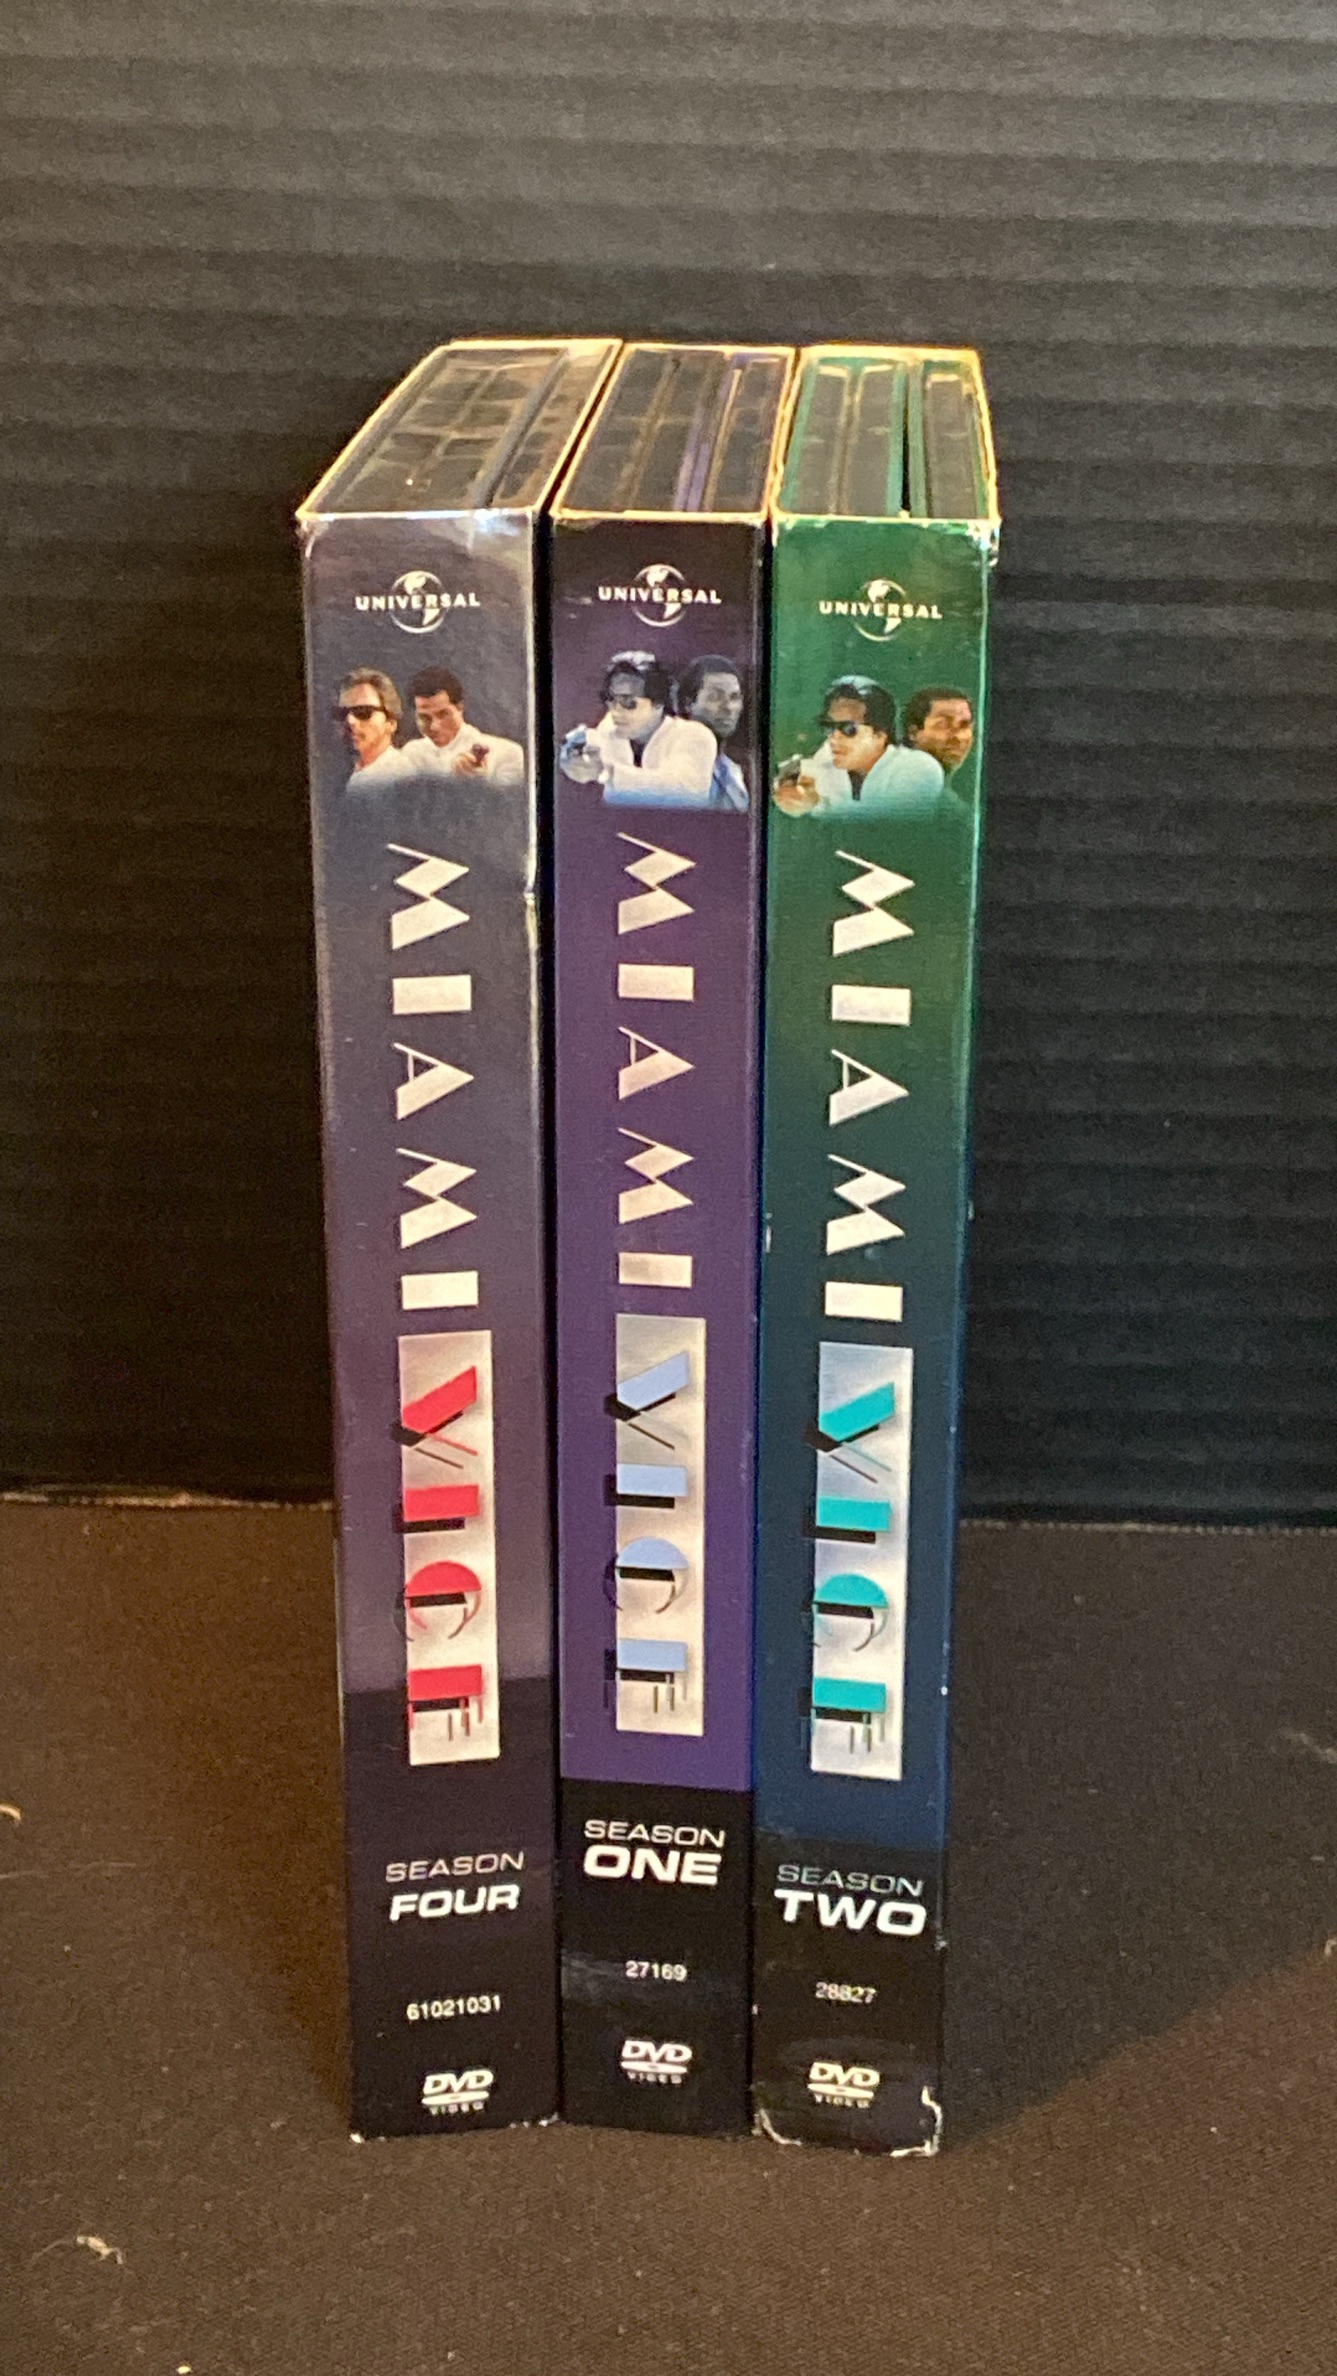 UNIVERSAL
MIAMI VICE
SEASON
FOUR
61021031
DVD
VIDEO
UNIVERSAL
MIAMI VICE
SEASON
ONE
27169
DVD
VIDEO
UNIVERSAL
MIAMI VICE
SEASON
TWO
28827
DVD
VIDEO